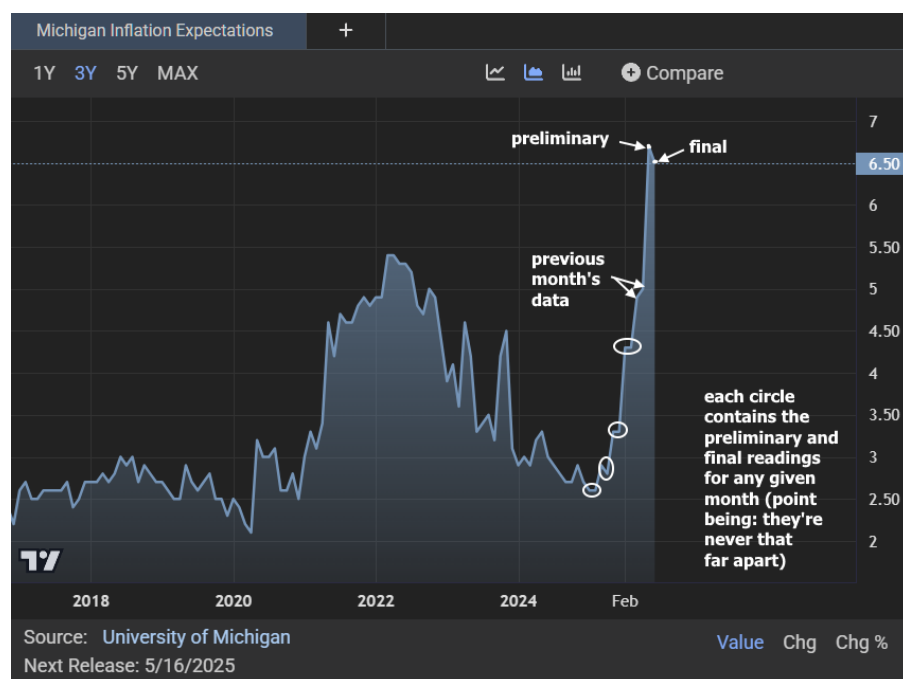 Michigan Inflation Expectations
+
1Y 3Y 5Y MAX
Compare
7
preliminary
final
6.50
6
5.50
previous
month's
data
5
4.50
4
each circle
contains the
preliminary and
final readings
for any given
month (point
being: they're
never that
far apart)
3.50
3
2.50
2
2018 2020 2022 2024 Feb
Source: University of Michigan
Value Chg Chg %
Next Release: 5/16/2025